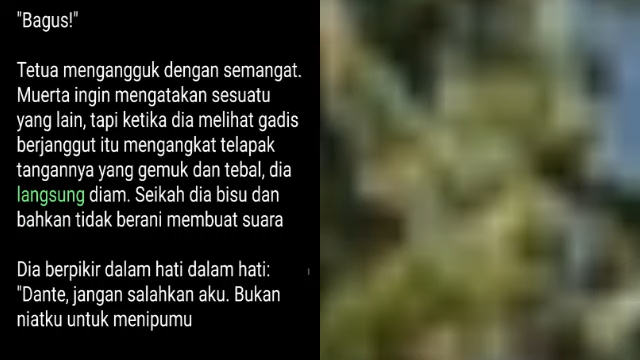 "Bagus!"
Tetua mengangguk dengan semangat.
Muerta ingin mengatakan sesuatu
yang lain, tapi ketika dia melihat gadis
berjanggut itu mengangkat telapak
tangannya yang gemuk dan tebal, dia
langsung diam. Seikah dia bisu dan
bahkan tidak berani membuat suara
Dia berpikir dalam hati dalam hati:
"Dante, jangan salahkan aku. Bukan
niatku untuk menipumu